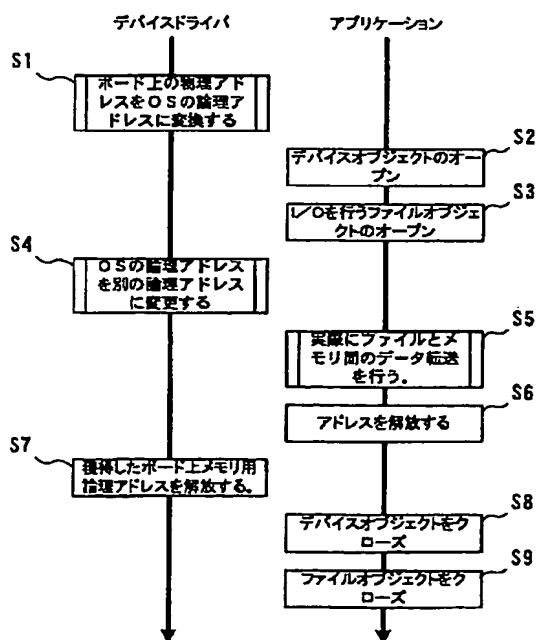 デバイスドライバ
アプリケーション
S1
ボード上の物理アド
レスをOSの論理ア
ドレスに変換する
S2
デバイスオブジェクトのオー
プン
S3
I/Oを行うファイルオブジェ
クトのオープン
S4
OSの論理アドレス
を別の論理アドレス
に変更する
S5
実際にファイルとメ
モリ間のデータ転送
を行う。
S6
アドレスを解放する
S7
獲得したボード上メモリ用
論理アドレスを解放する。
S8
デバイスオブジェクトをク
ローズ
S9
ファイルオブジェクトをク
ローズ